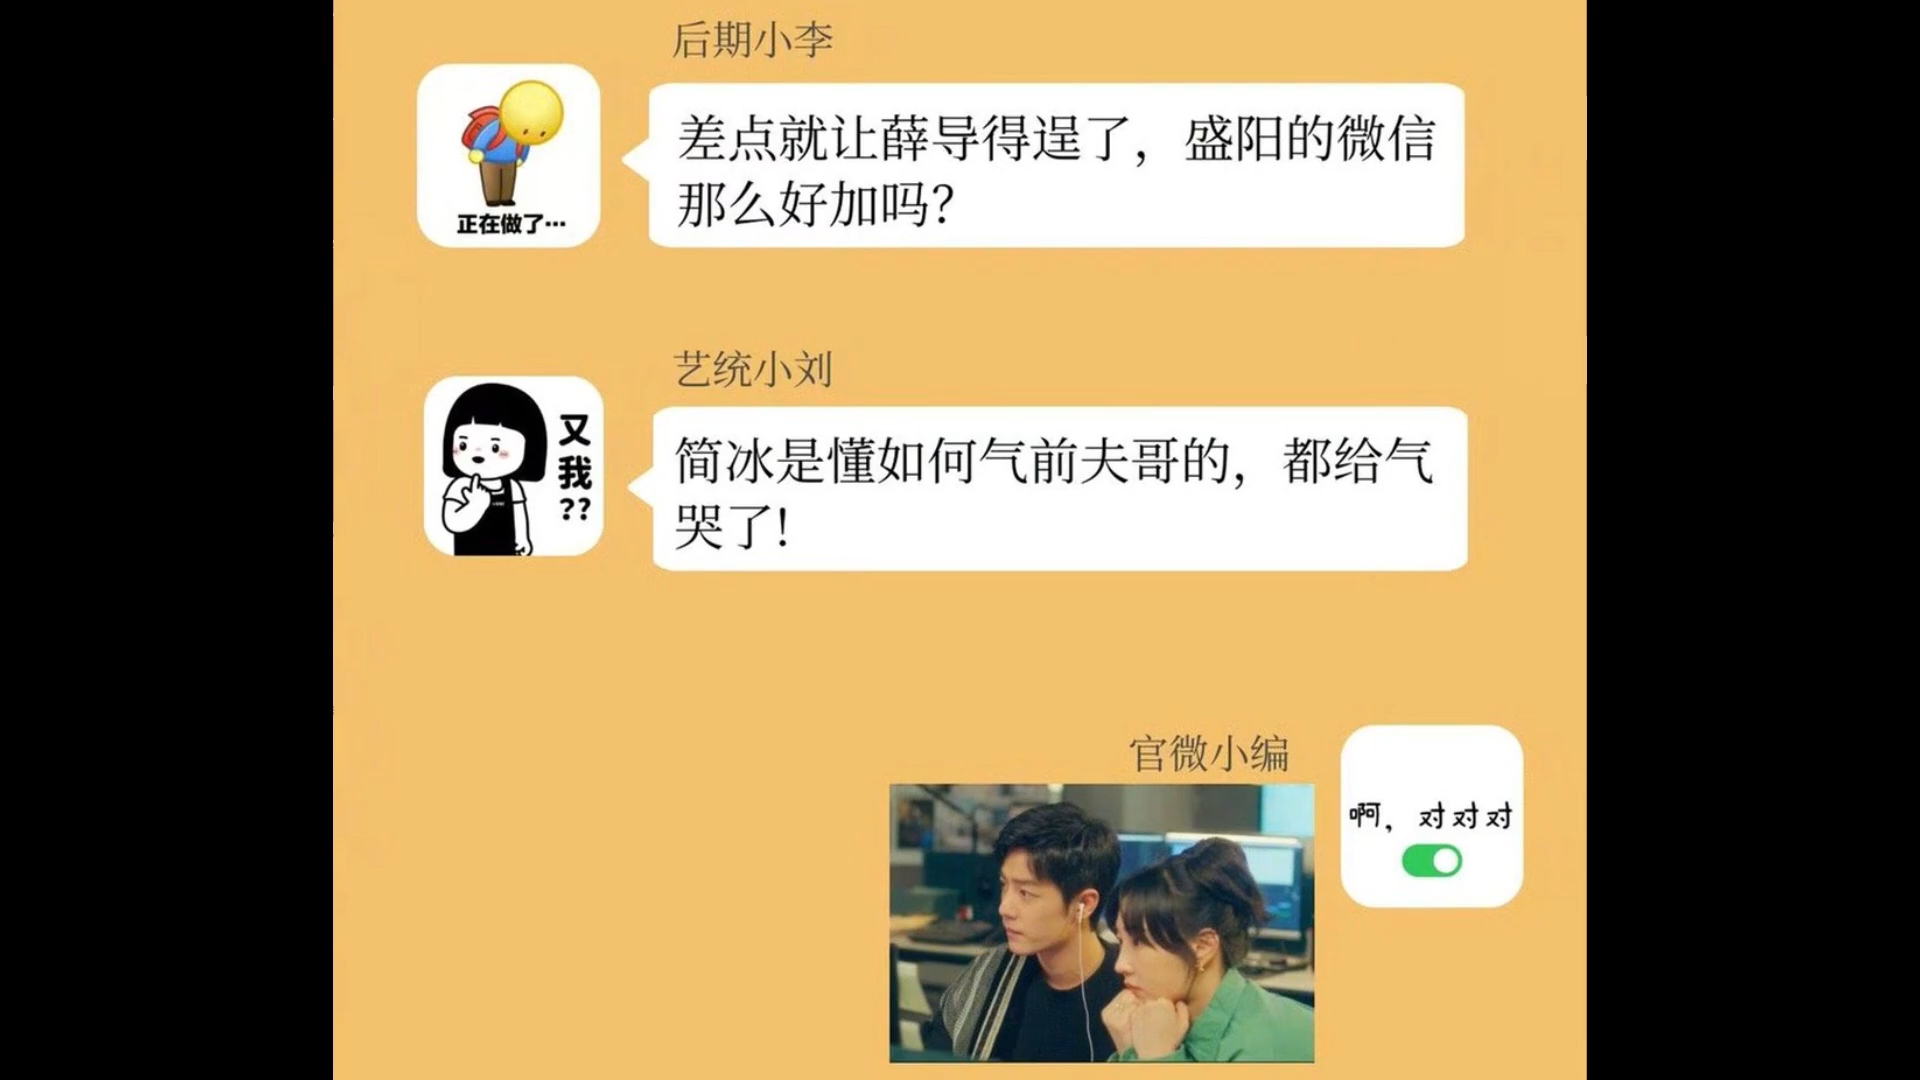 后期小李
差点就让薛导得逞了，盛阳的微信
那么好加吗？
正在做了…
艺统小刘
简冰是懂如何气前夫哥的，都给气
哭了！
又
我
??
官微小编
啊，对对对